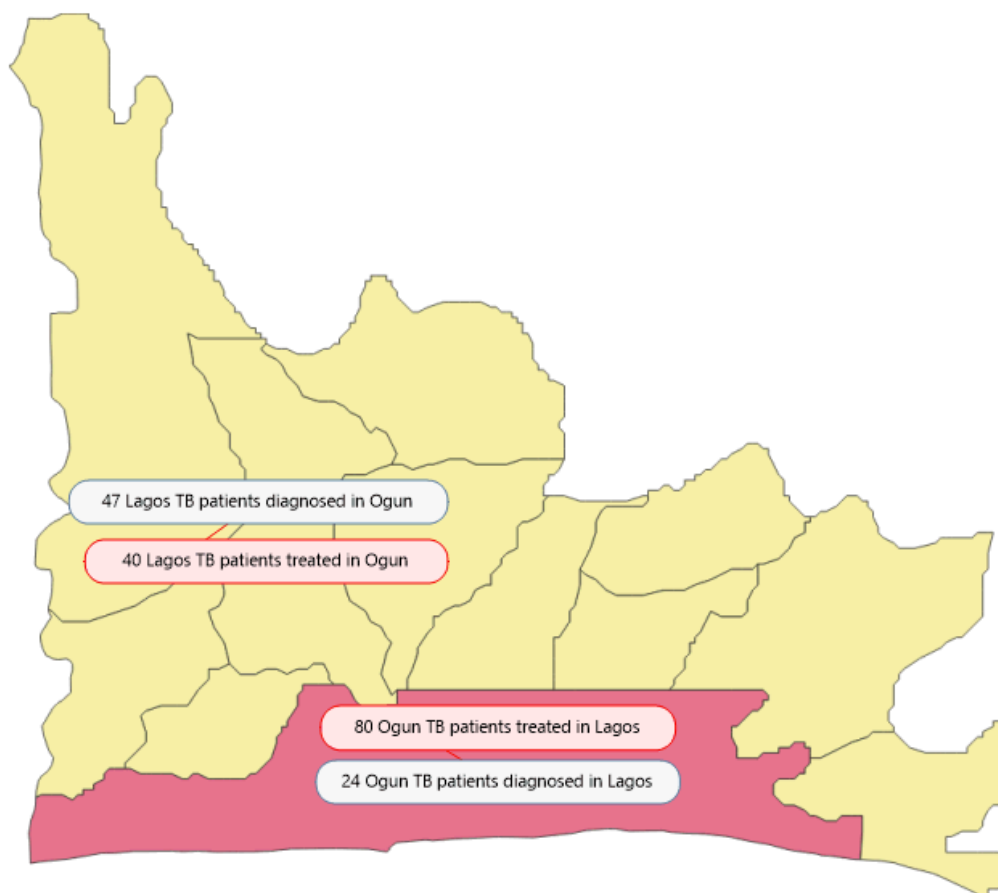 47 Lagos TB patients diagnosed in Ogun
40 Lagos TB patients treated in Ogun
80 Ogun TB patients treated in Lagos
24 Ogun TB patients diagnosed in Lagos